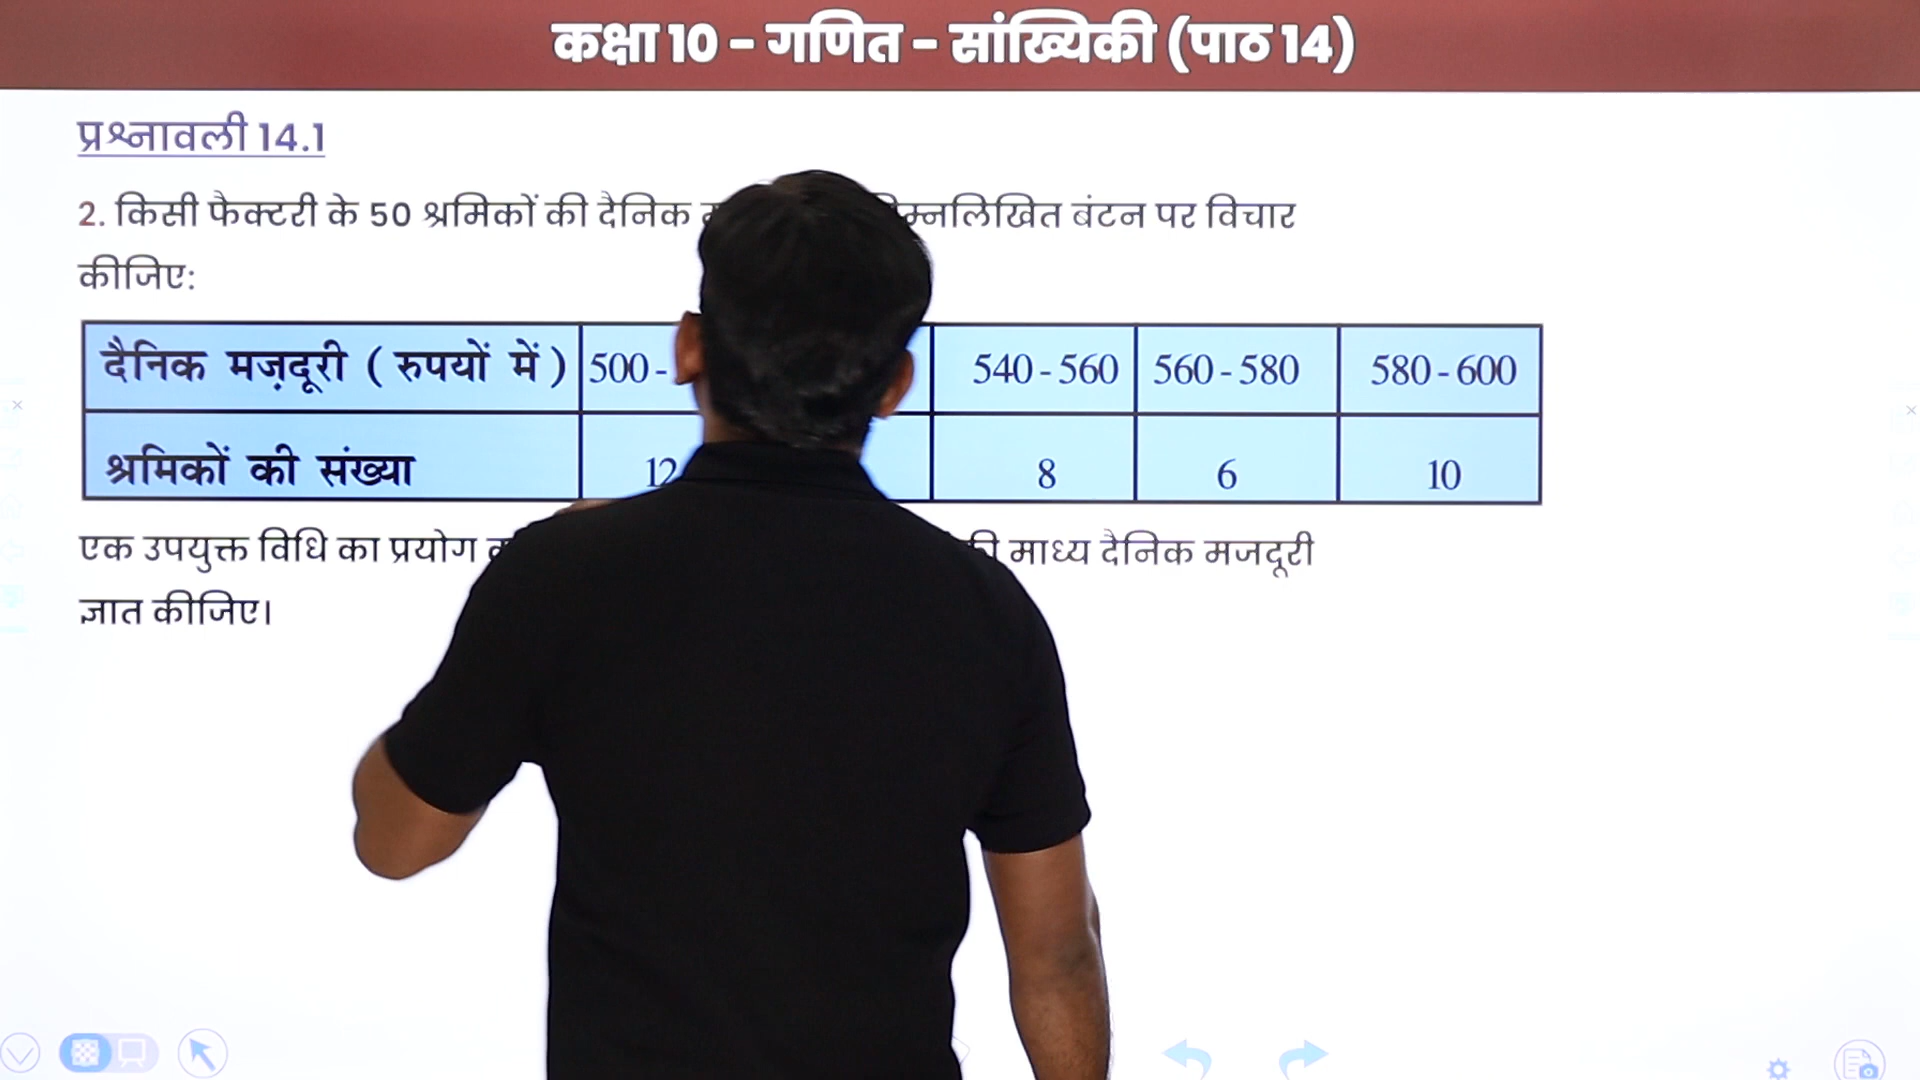 कक्षा 10 - गणित - सांख्यिकी (पाठ 14)
प्रश्नावली 14.1
2. किसी फैक्टरी के 50 श्रमिकों की दैनिक बंटन पर विचार
कीजिए:
दैनिक मज़दूरी ( रुपयों में ) 500 - 540 - 560 560 - 580 580 - 600
श्रमिकों की संख्या 12 8 6 10
एक उपयुक्त विधि का प्रयोग माध्य दैनिक मजदूरी
ज्ञात कीजिए।